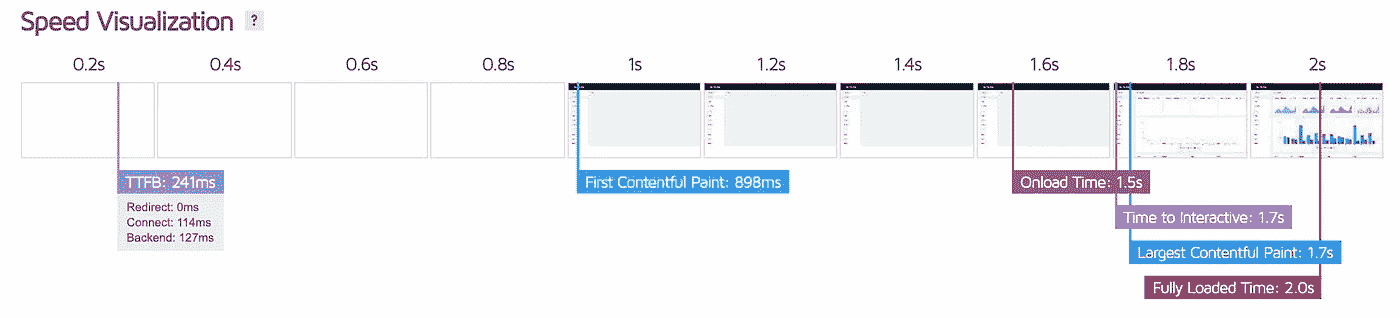 Speed Visualization ?
0.2s 0.4s 0.6s 0.8s 1s 1.2s 1.4s 1.6s 1.8s 2s
TTFB: 241ms
First Contentful Paint: 898ms
Onload Time: 1.5s
Redirect: 0ms
Connect: 114ms
Backend: 127ms
Time to Interactive: 1.7s
Largest Contentful Paint: 1.7s
Fully Loaded Time: 2.0s